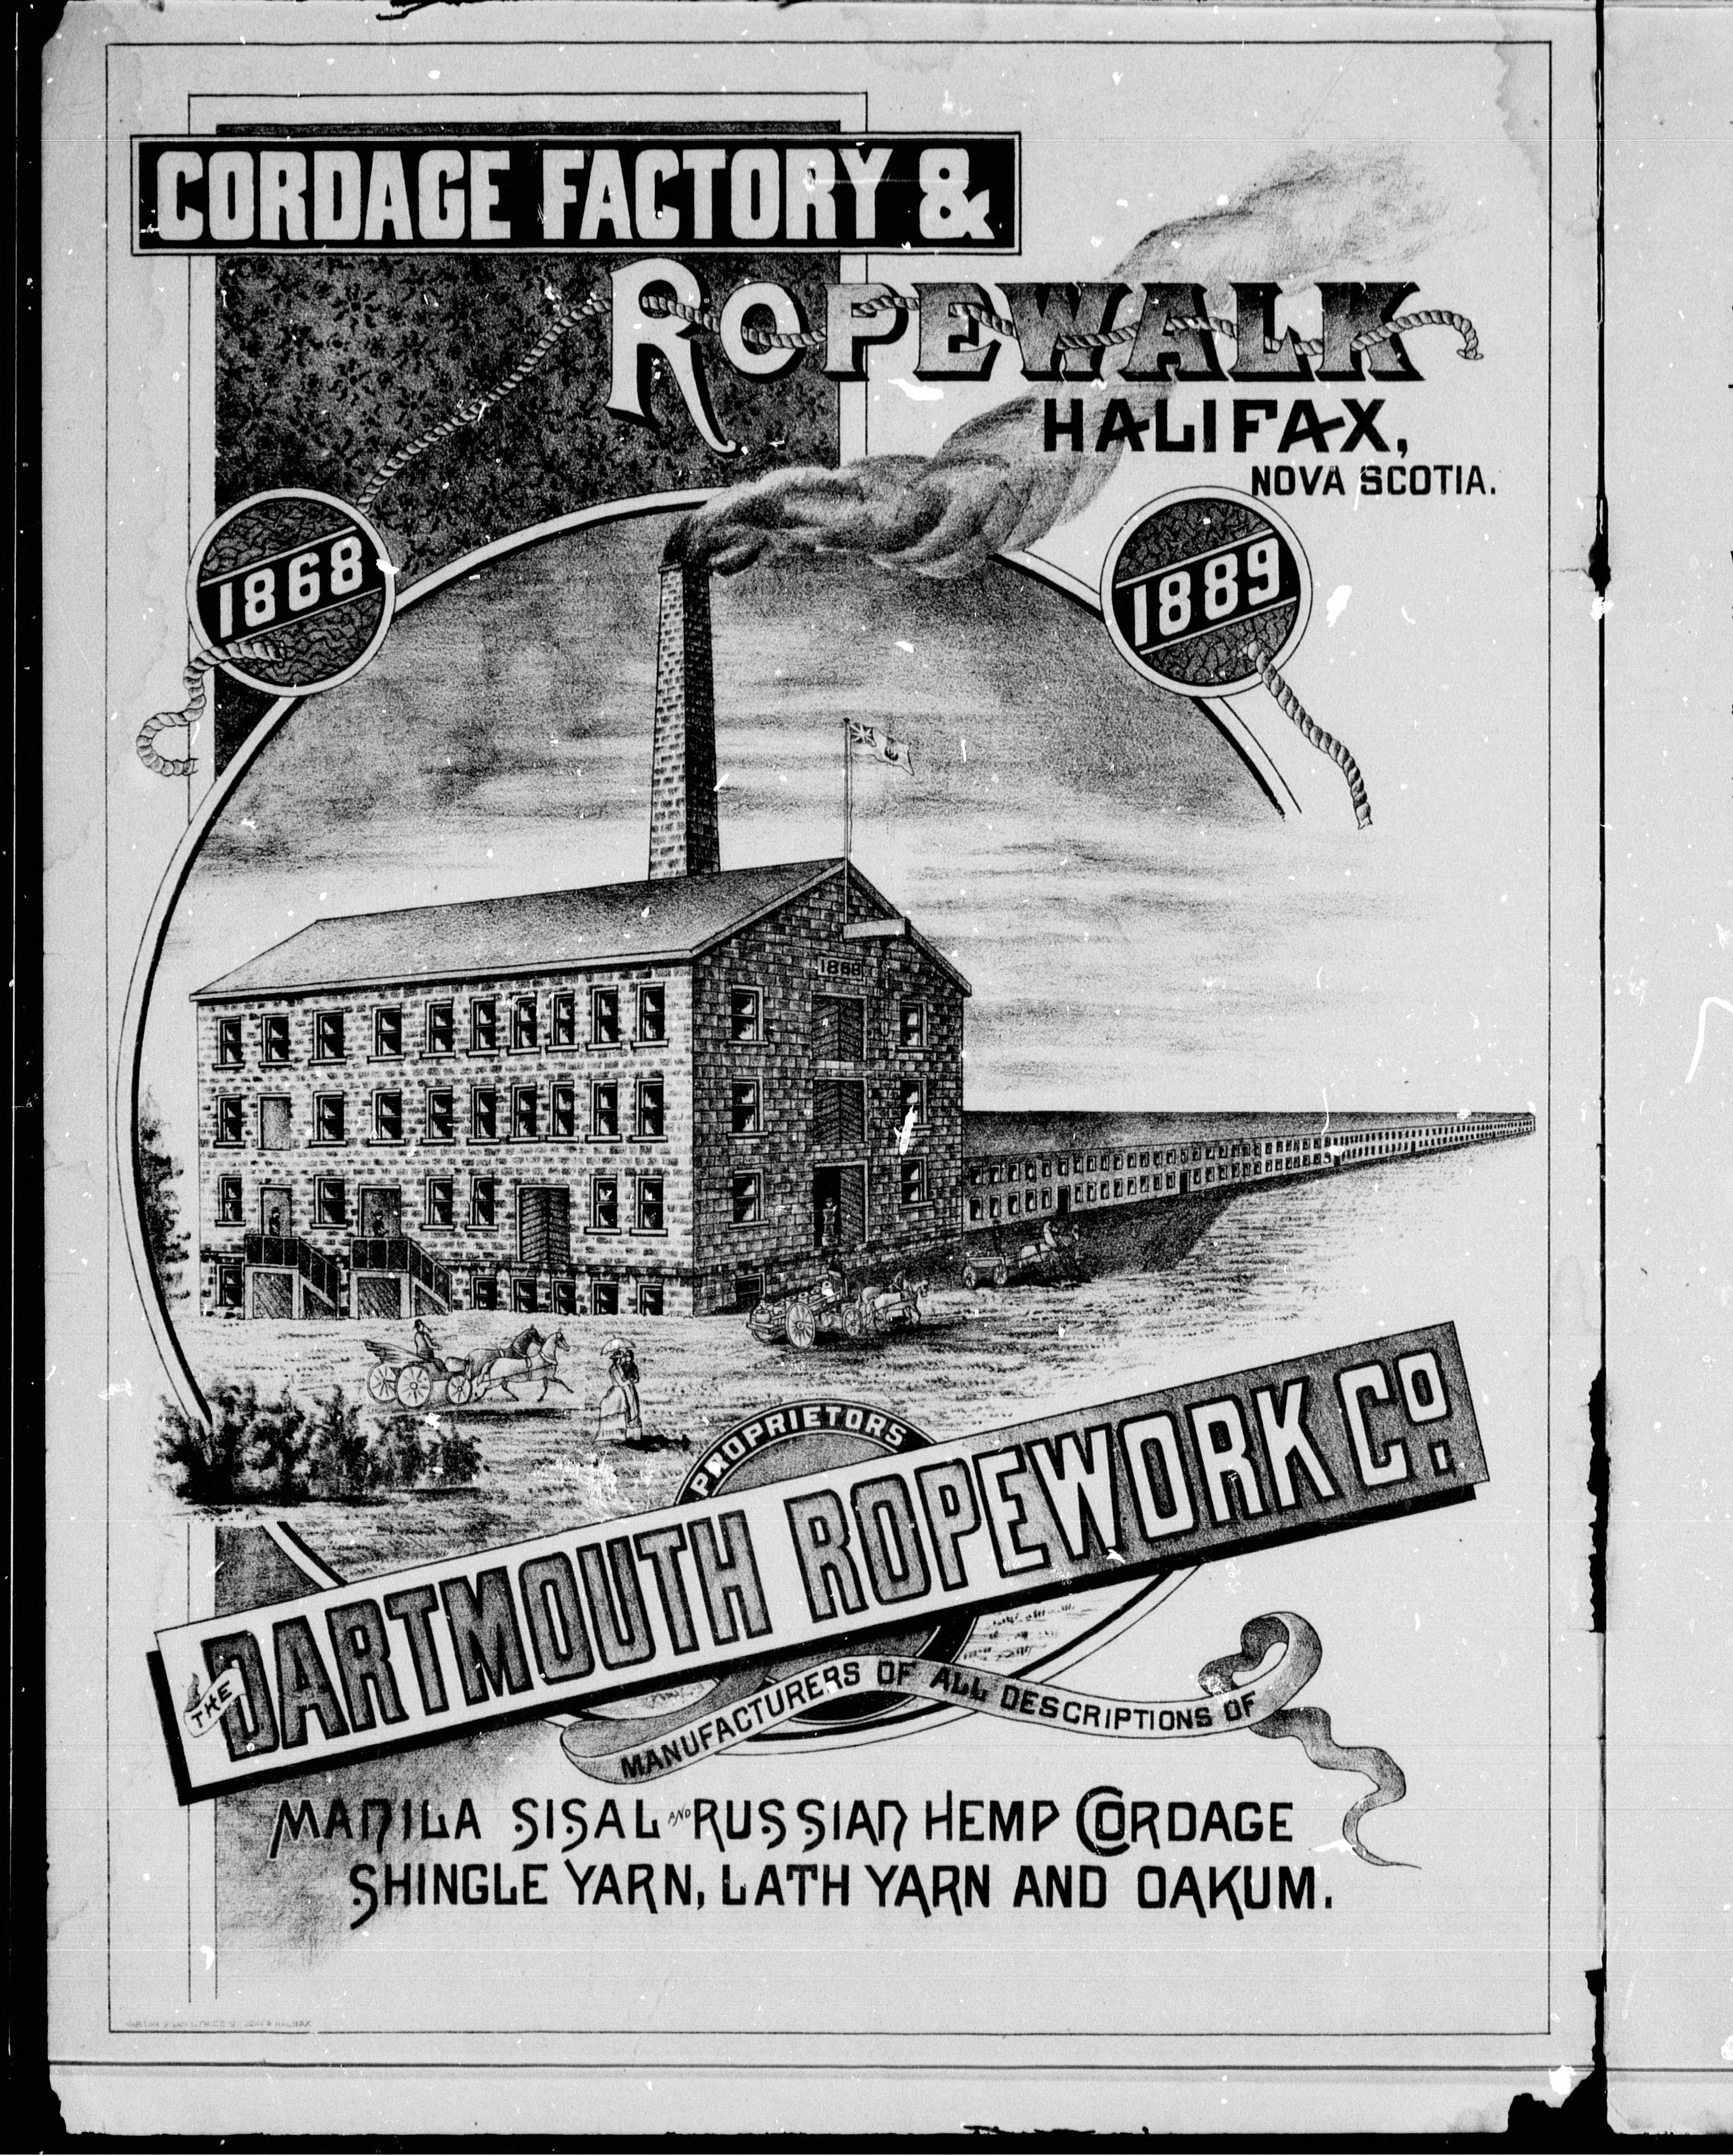 CORDAGE FACTORY &
ROPEWALK
HALIFAX,
NOVA SCOTIA.
1868
1889
1868
PROPRIETORS
THE DARTMOUTH ROPEWORK Co.
MANUFACTURERS OF ALL DESCRIPTIONS OF
MANILA SISAL AND RUSSIAN HEMP CORDAGE
SHINGLE YARN, LATH YARN AND OAKUM.